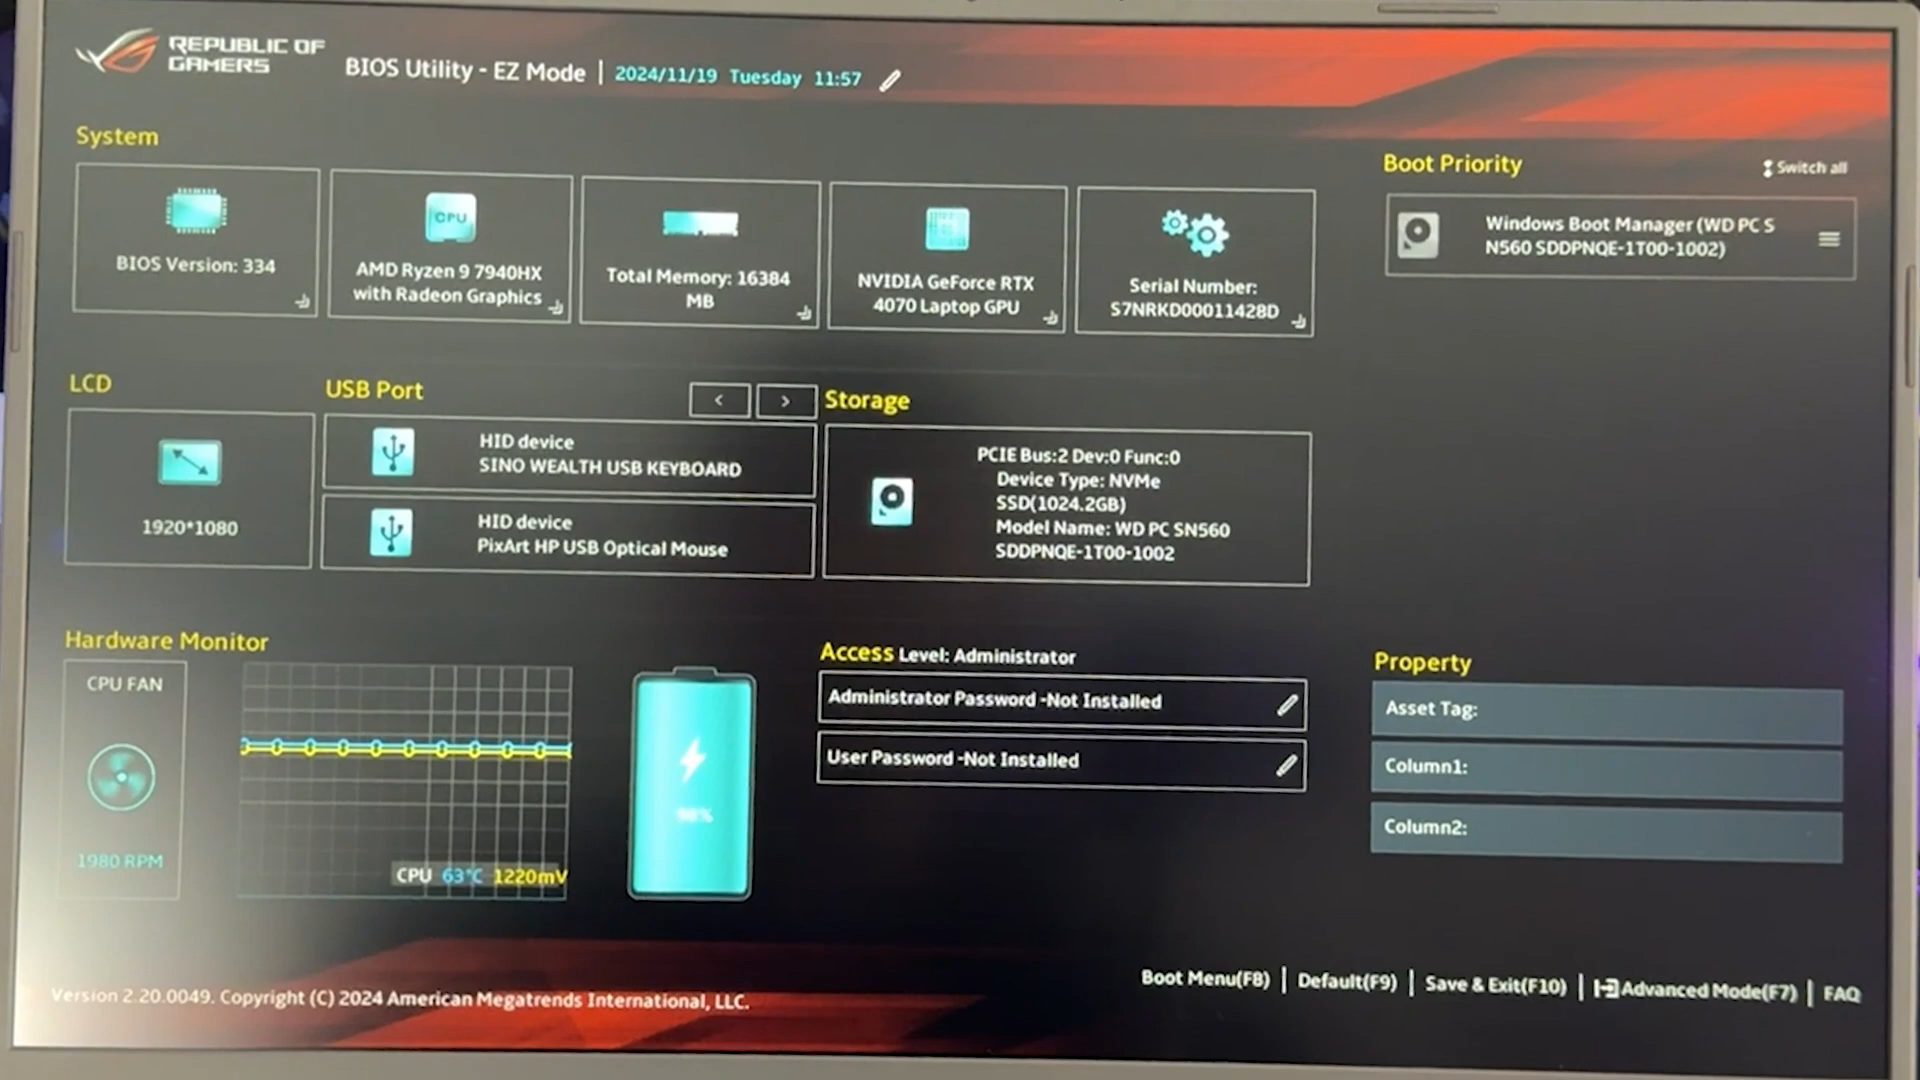 REPUBLIC OF
GAMERS
BIOS Utility - EZ Mode | 2024/11/19 Tuesday 11:57
System
BIOS Version: 334
CPU
AMD Ryzen 9 7940HX
with Radeon Graphics
Total Memory: 16384
MB
NVIDIA GeForce RTX
4070 Laptop GPU
Serial Number:
S7NRKD00011428D
Boot Priority
Switch all
Windows Boot Manager (WD PC S
N560 SDDPNQE-1T00-1002)
LCD
1920*1080
USB Port
< >
HID device
SINO WEALTH USB KEYBOARD
HID device
PixArt HP USB Optical Mouse
Storage
PCIE Bus:2 Dev:0 Func:0
Device Type: NVMe
SSD(1024.2GB)
Model Name: WD PC SN560
SDDPNQE-1T00-1002
Hardware Monitor
CPU FAN
1980 RPM
CPU 63°C 1220mV
Access Level: Administrator
Administrator Password -Not Installed
User Password -Not Installed
Property
Asset Tag:
Column1:
Column2:
Boot Menu(F8) | Default(F9) | Save & Exit(F10) | Advanced Mode(F7) | FAQ
Version 2.20.0049. Copyright (C) 2024 American Megatrends International, LLC.